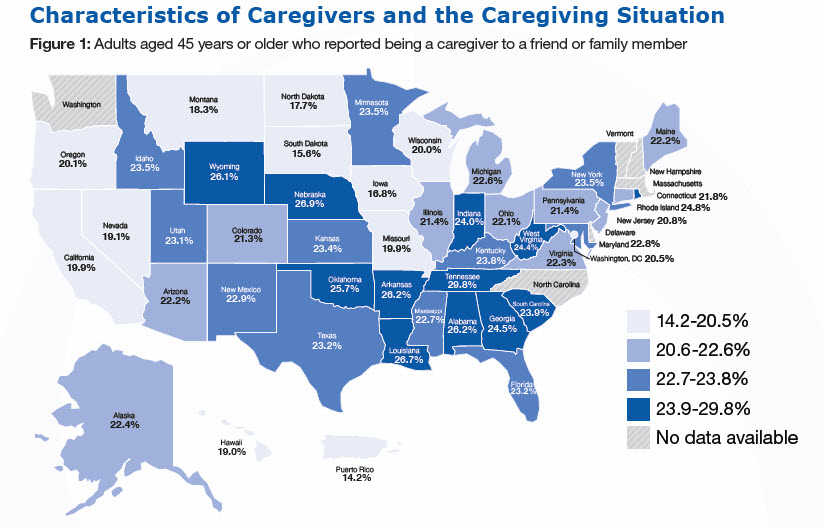 Characteristics of Caregivers and the Caregiving Situation
Figure 1: Adults aged 45 years or older who reported being a caregiver to a friend or family member
Washington
Montana
18.3%
North Dakota
17.7%
Minnesota
23.5%
Oregon
20.1%
Idaho
23.5%
Wyoming
26.1%
South Dakota
15.6%
Wisconsin
20.0%
Michigan
22.6%
Vermont
Maine
22.2%
New Hampshire
Massachusetts
Connecticut 21.8%
Rhode Island 24.8%
New Jersey 20.8%
Delaware
Maryland 22.8%
Washington, DC 20.5%
New York
23.5%
Pennsylvania
21.4%
Nebraska
26.9%
Iowa
16.8%
Illinois
21.4%
Indiana
24.0%
Ohio
22.1%
West
Virginia
24.4%
Virginia
22.3%
Nevada
19.1%
Utah
23.1%
Colorado
21.3%
Kansas
23.4%
Missouri
19.9%
Kentucky
23.8%
North Carolina
California
19.9%
Arizona
22.2%
New Mexico
22.9%
Oklahoma
25.7%
Arkansas
26.2%
Tennessee
29.8%
South Carolina
23.9%
Mississippi
22.7%
Alabama
26.2%
Georgia
24.5%
Texas
23.2%
Louisiana
26.7%
Florida
23.2%
Alaska
22.4%
Hawaii
19.0%
Puerto Rico
14.2%
14.2-20.5%
20.6-22.6%
22.7-23.8%
23.9-29.8%
No data available